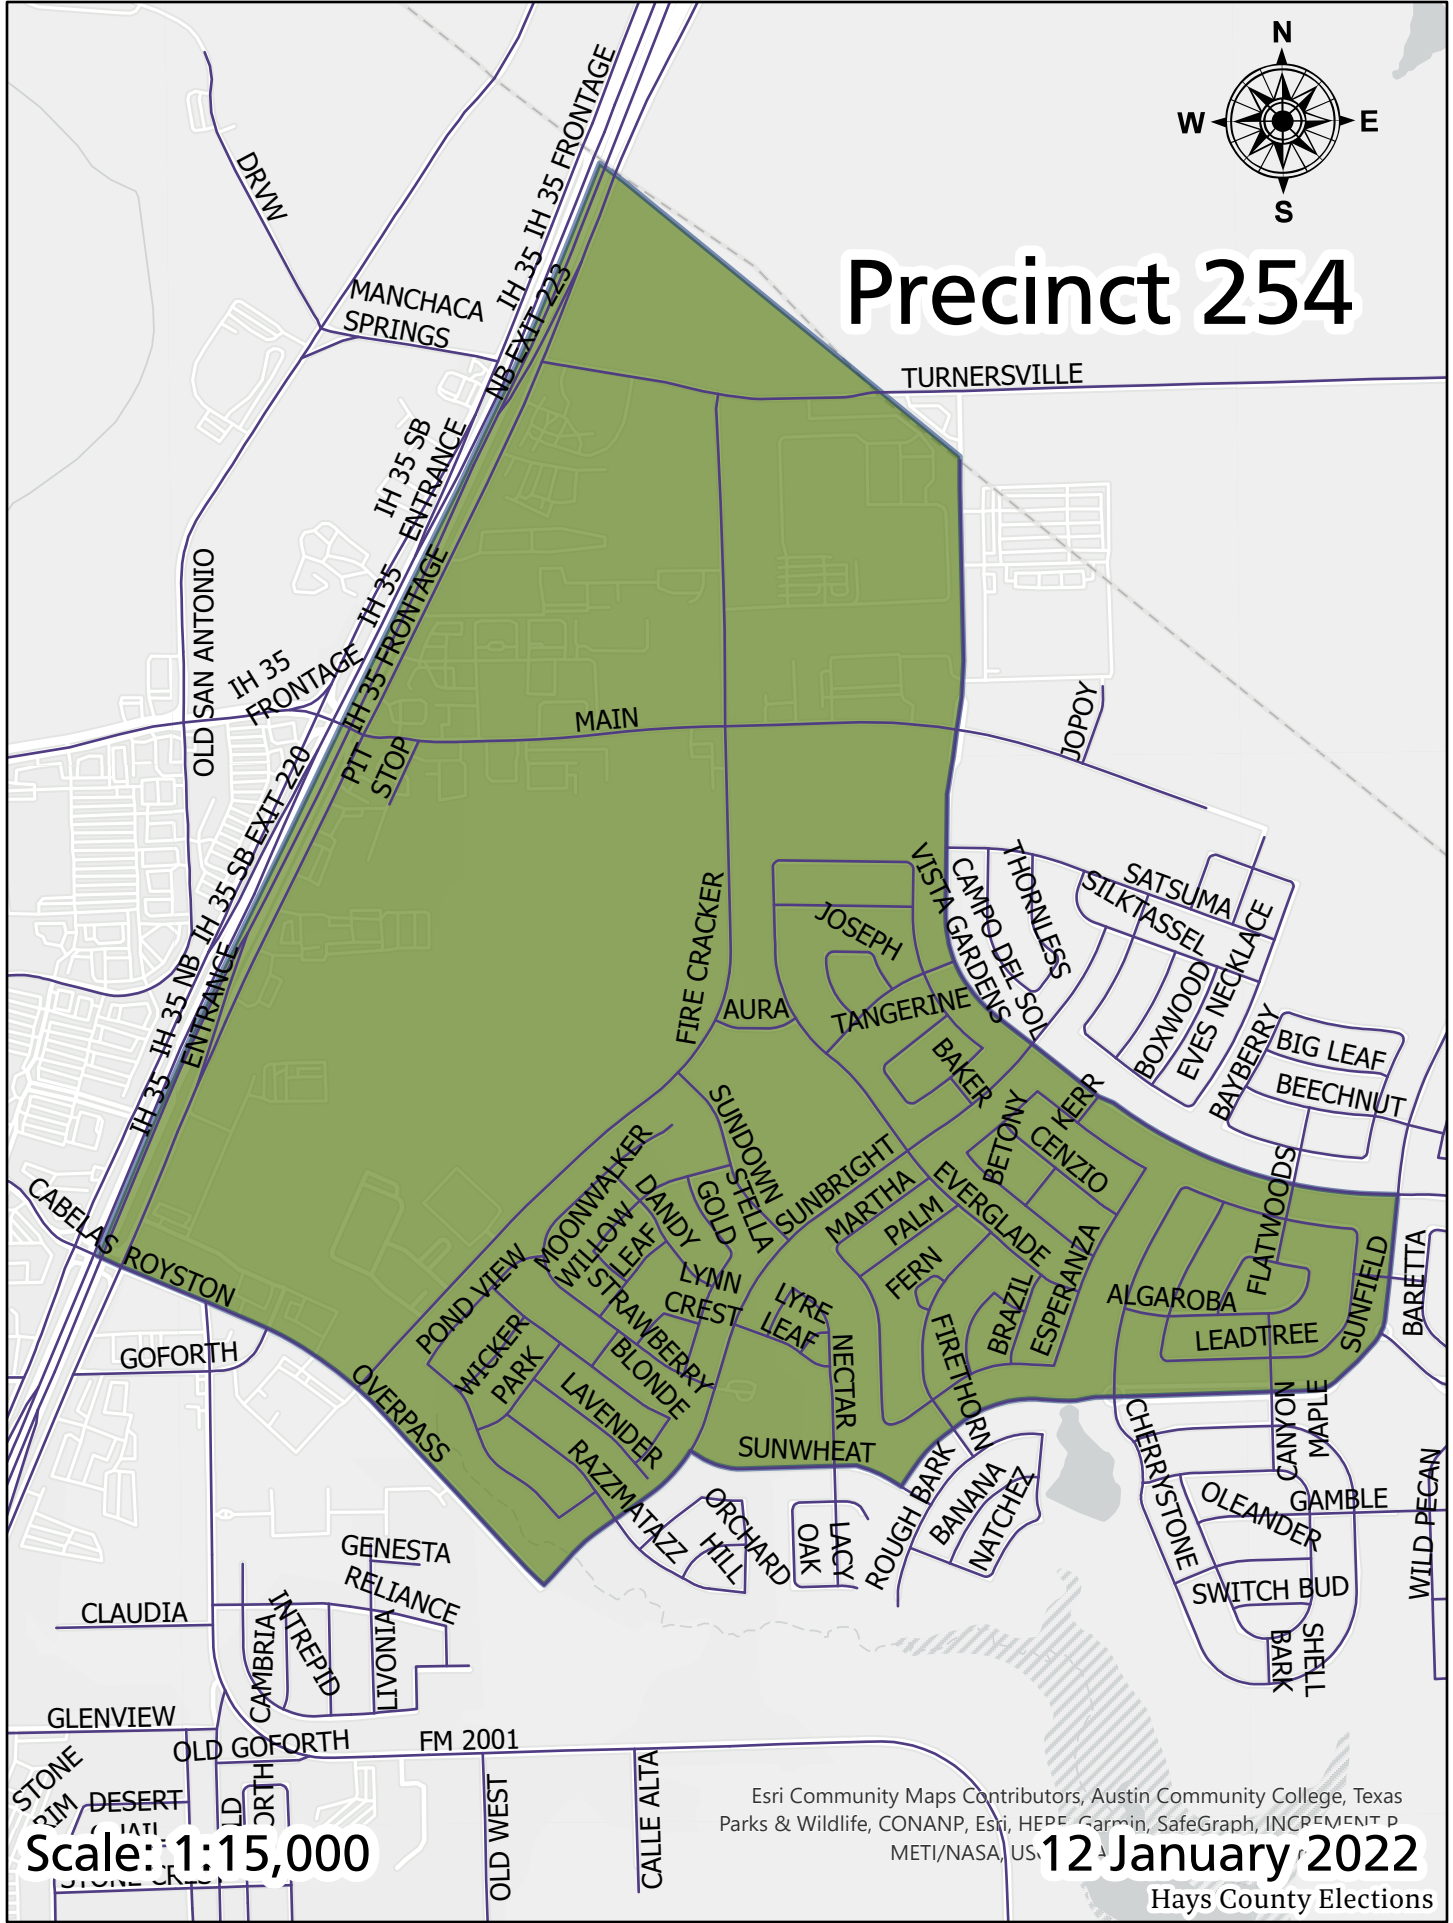 N
W
E
S
Precinct 254
IH 35 FRONTAGE
IH 35
DRVW
MANCHACA
SPRINGS
NB EXIT 223
TURNERSVILLE
IH 35 SB
ENTRANCE
OLD SAN ANTONIO
IH 35
IH 35 FRONTAGE
IH 35
FRONTAGE
MAIN
PIT
STOP
JOPOY
IH 35 SB EXIT 220
FIRE CRACKER
VISTA GARDENS
CAMPO DEL SOL
THORNLESS
SATSUMA
SILKTASSEL
JOSEPH
BOXWOOD
EVES NECKLACE
IH 35 NB
ENTRANCE
IH 35
AURA
TANGERINE
BAKER
BAYBERRY
BIG LEAF
BEECHNUT
KERR
BETONY
CENZIO
SUNDOWN
STELLA
MOONWALKER
DANDY
GOLD
SUNBRIGHT
MARTHA
PALM
EVERGLADE
FERN
FLATWOODS
CABELAS
ROYSTON
WILLOW
LEAF
POND VIEW
STRAWBERRY
LYNN
CREST
LYRE
LEAF
BRAZIL
ESPERANZA
ALGAROBA
LEADTREE
SUNFIELD
BARETTA
GOFORTH
WICKER
PARK
BLONDE
NECTAR
FIRETHORN
OVERPASS
LAVENDER
SUNWHEAT
RAZZMATAZZ
ORCHARD
HILL
LACY
OAK
ROUGH BARK
BANANA
NATCHEZ
CHERRYSTONE
CANYON
MAPLE
OLEANDER
GAMBLE
WILD PECAN
SWITCH BUD
SHELL
BARK
GENESTA
RELIANCE
CLAUDIA
CAMBRIA
INTREPID
LIVONIA
GLENVIEW
OLD GOFORTH
FM 2001
STONE
RIM
DESERT
OLD WEST
CALLE ALTA
Esri Community Maps Contributors, Austin Community College, Texas
Parks & Wildlife, CONANP, Esri, HERE, Garmin, SafeGraph, INCREMENT P,
METI/NASA,
Scale: 1:15,000
12 January 2022
Hays County Elections